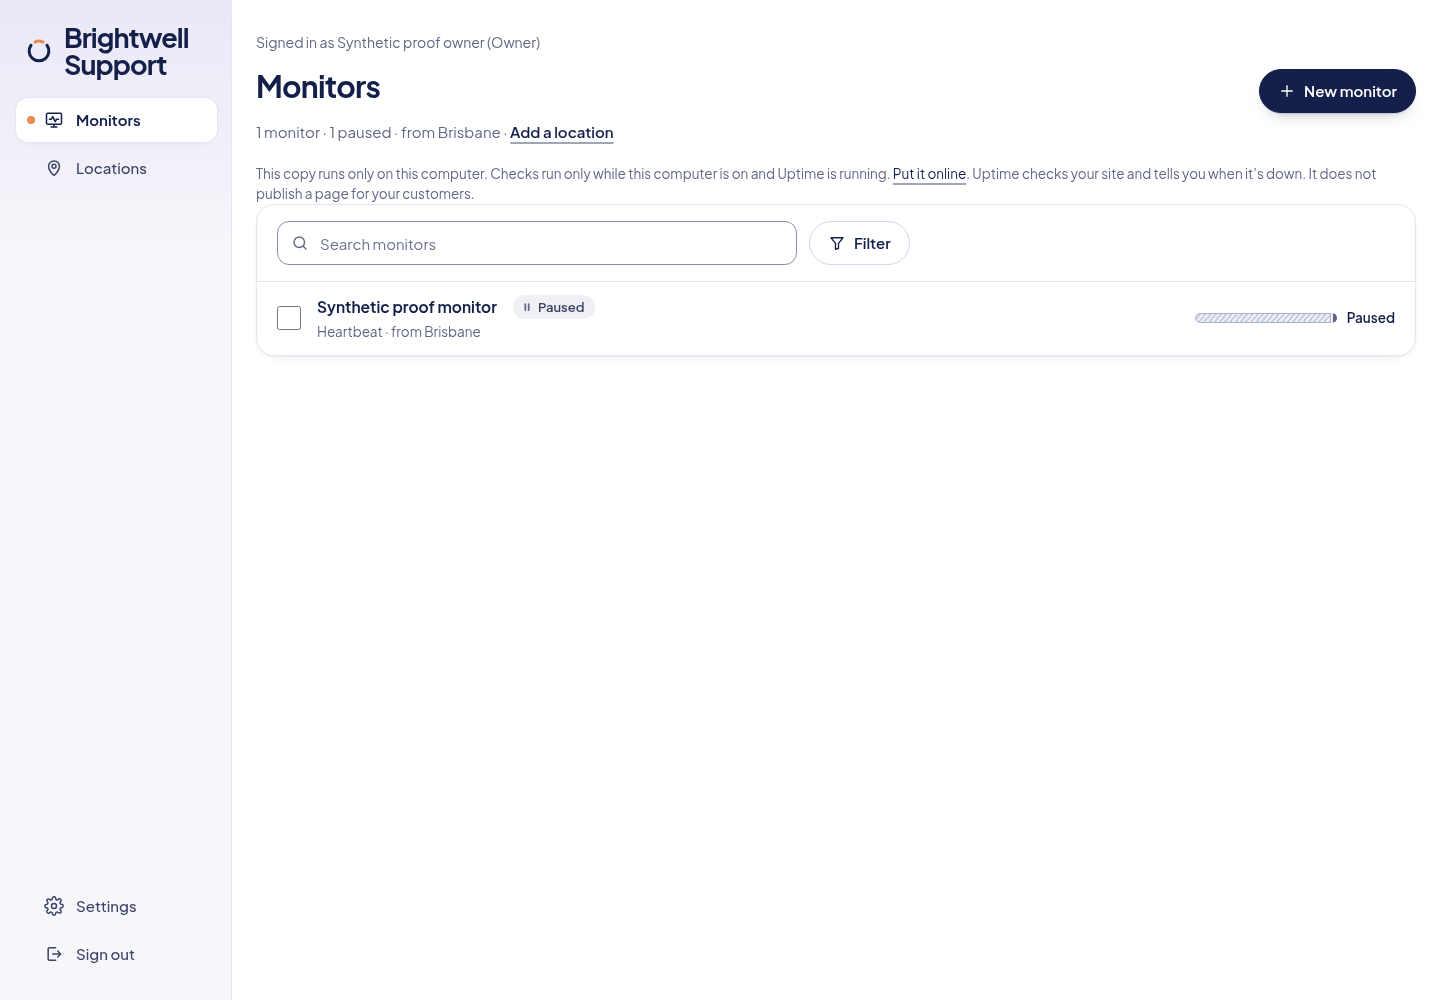 Brightwell
Support
Monitors
Locations
Settings
Sign out
Signed in as Synthetic proof owner (Owner)
Monitors
New monitor
1 monitor · 1 paused · from Brisbane · Add a location
This copy runs only on this computer. Checks run only while this computer is on and Uptime is running. Put it online. Uptime checks your site and tells you when it's down. It does not
publish a page for your customers.
Search monitors
Filter
Synthetic proof monitor
Paused
Heartbeat · from Brisbane
Paused